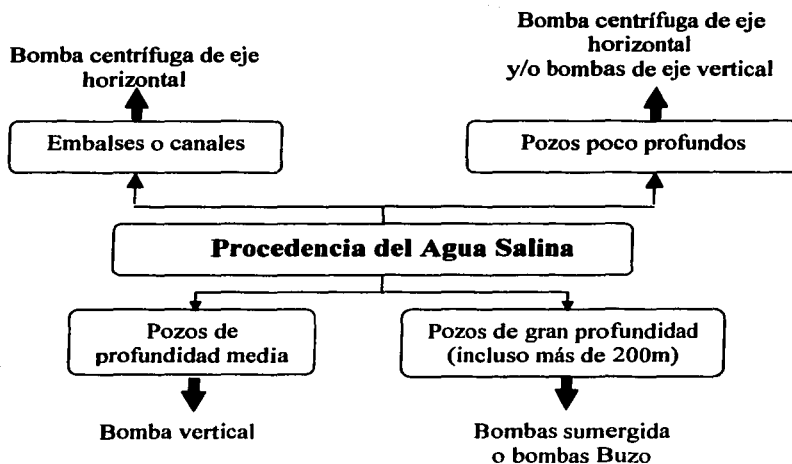 Bomba centrífuga de eje
horizontal
Bomba centrífuga de eje
horizontal
y/o bombas de eje vertical
Embalses o canales
Pozos poco profundos
Procedencia del Agua Salina
Pozos de
profundidad media
Pozos de gran profundidad
(incluso más de 200m)
Bomba vertical
Bombas sumergida
o bombas Buzo